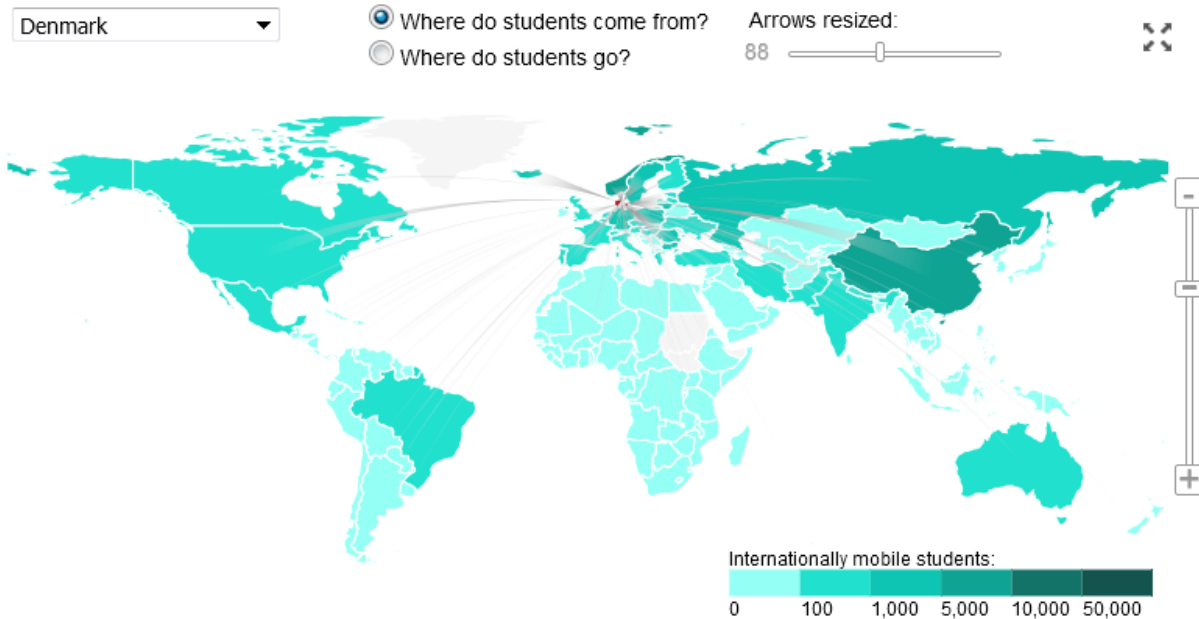 Denmark
Where do students come from?
Where do students go?
Arrows resized:
88
Internationally mobile students:
0 100 1,000 5,000 10,000 50,000